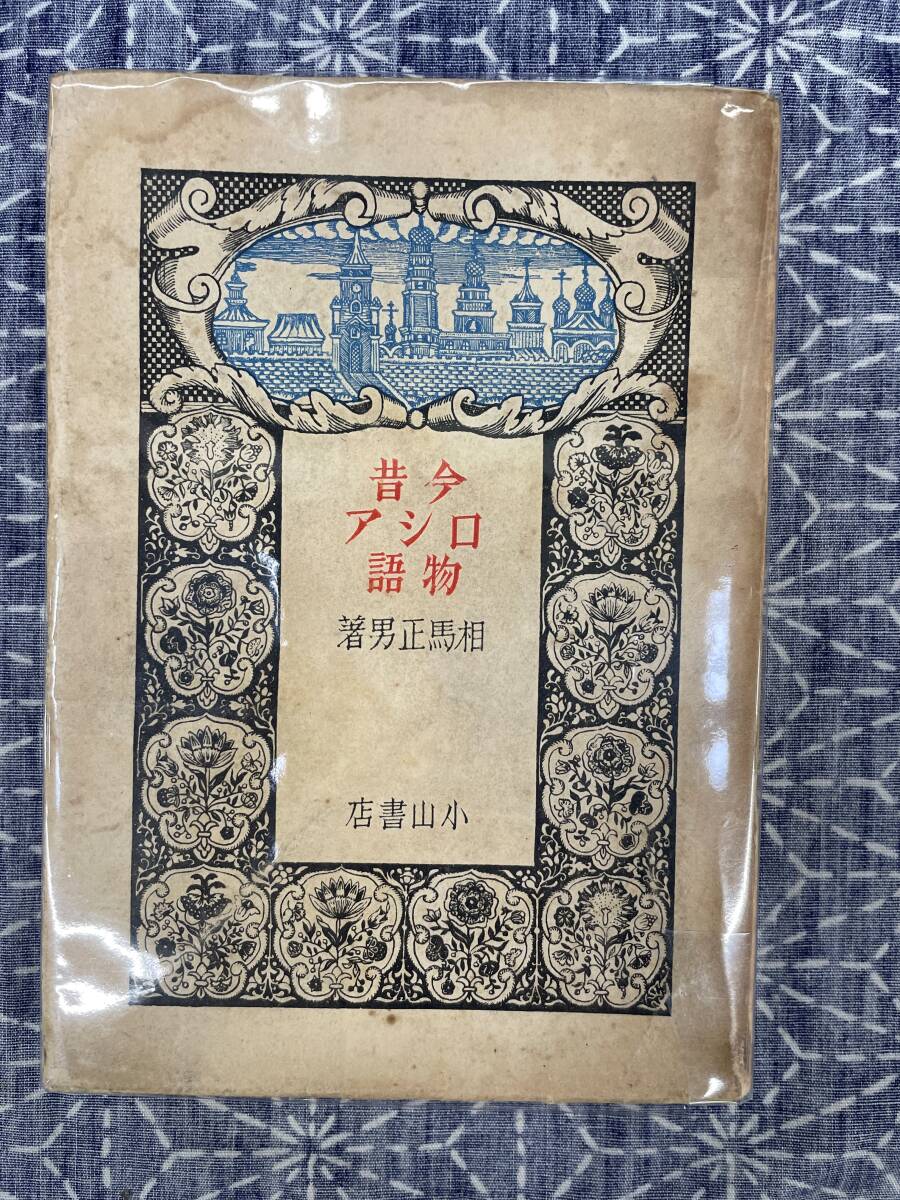 今昔
ロシア
物語
相馬正男著
小山書店